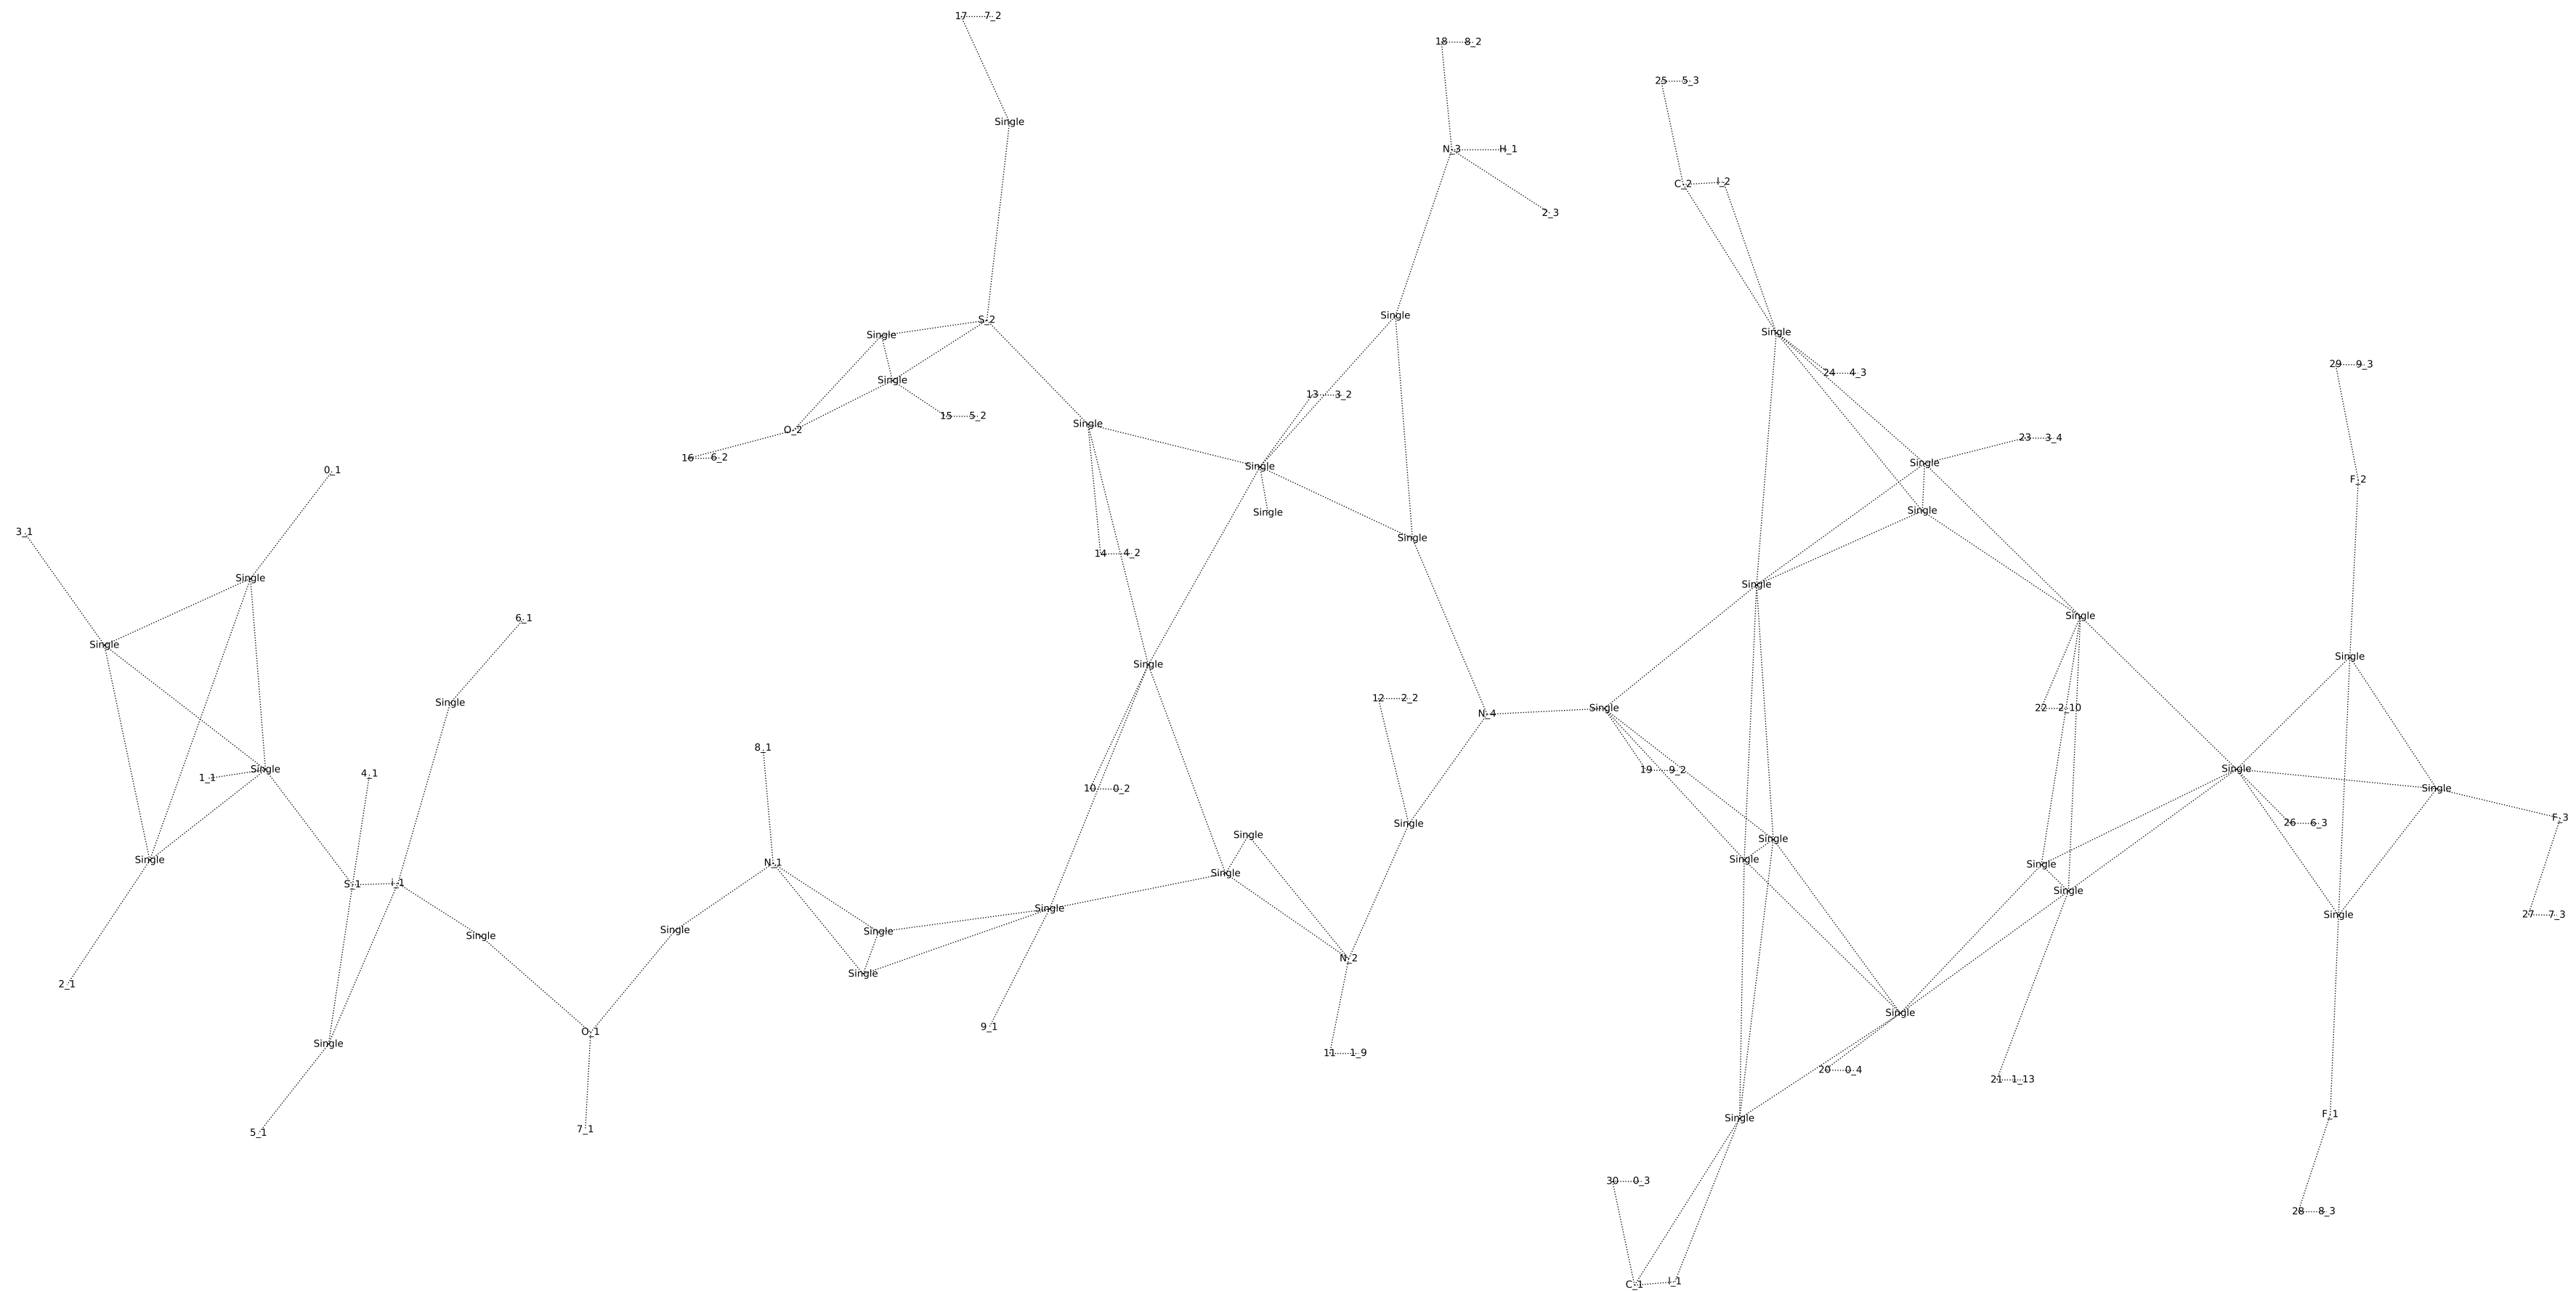 17 7_2
18 8_2
25 5_3
Single
N_3 H_1
C_2 I_2
2_3
Single
S_2
Single
Single
Single
29 9_3
24 4_3
Single
13 3_2
15 5_2
Single
O_2
23 3_4
16 6_2
Single
Single
0_1
F_2
Single
Single
3_1
Single
14 4_2
Single
Single
Single
6_1
Single
Single
Single
Single
12 2_2
Single
22 2_10
N_4
8_1
Single
19 9_2
Single
4_1
1_1
10 0_2
Single
F_3
26 6_3
Single
Single
Single
Single
Single
N_1
Single
Single
S_1 i_1
Single
Single
27 7_3
Single
Single
Single
Single
N_2
Single
2_1
Single
9_1
O_1
Single
11 1_9
20 0_4
21 1_13
F_1
Single
7_1
5_1
30 0_3
28 8_3
C_1 I_1